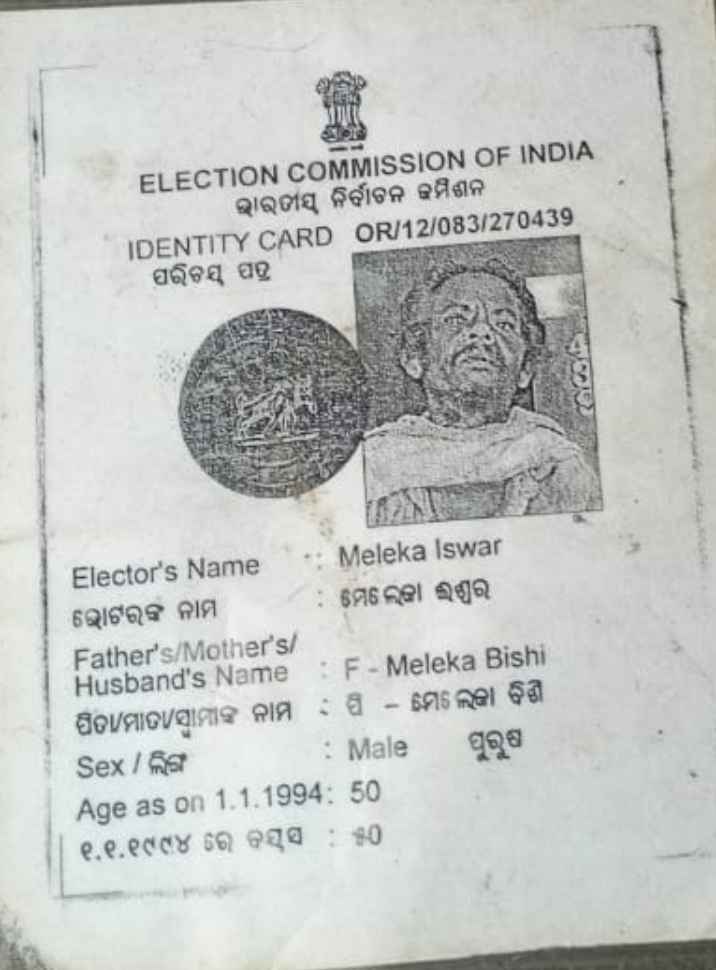 ELECTION COMMISSION OF INDIA
ଭାରତୀୟ ନିର୍ବାଚନ କମିଶନ
IDENTITY CARD OR/12/083/270439
ପରିଚୟ ପତ୍ର
Elector's Name : Meleka Iswar
ଭୋଟରଙ୍କ ନାମ : ମେଲେକା ଈଶ୍ୱର
Father's/Mother's/
Husband's Name : F - Meleka Bishi
ପିତା/ମାତା/ସ୍ୱାମୀଙ୍କ ନାମ : ପି – ମେଲେକା ବିଶି
Sex / ଲିଙ୍ଗ : Male ପୁରୁଷ
Age as on 1.1.1994: 50
୧.୧.୧୯୯୪ ରେ ବୟସ : ୫୦